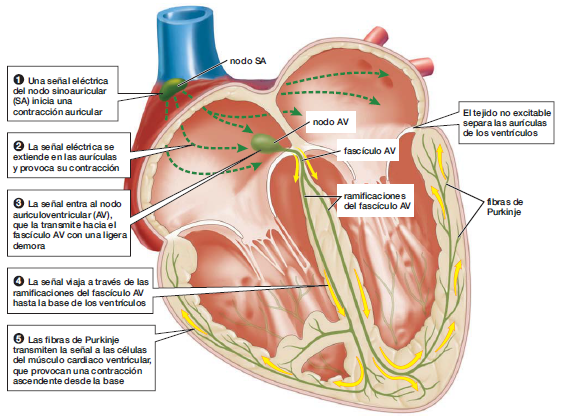 nodo SA
1 Una señal eléctrica
del nodo sinoauricular
(SA) inicia una
contracción auricular
nodo AV
El tejido no excitable
separa las aurículas
de los ventrículos
2 La señal eléctrica se
extiende en las aurículas
y provoca su contracción
fascículo AV
3 La señal entra al nodo
auriculoventricular (AV),
que la transmite hacia el
fascículo AV con una ligera
demora
ramificaciones
del fascículo AV
fibras de
Purkinje
4 La señal viaja a través de las
ramificaciones del fascículo AV
hasta la base de los ventrículos
5 Las fibras de Purkinje
transmiten la señal a las células
del músculo cardiaco ventricular,
que provocan una contracción
ascendente desde la base